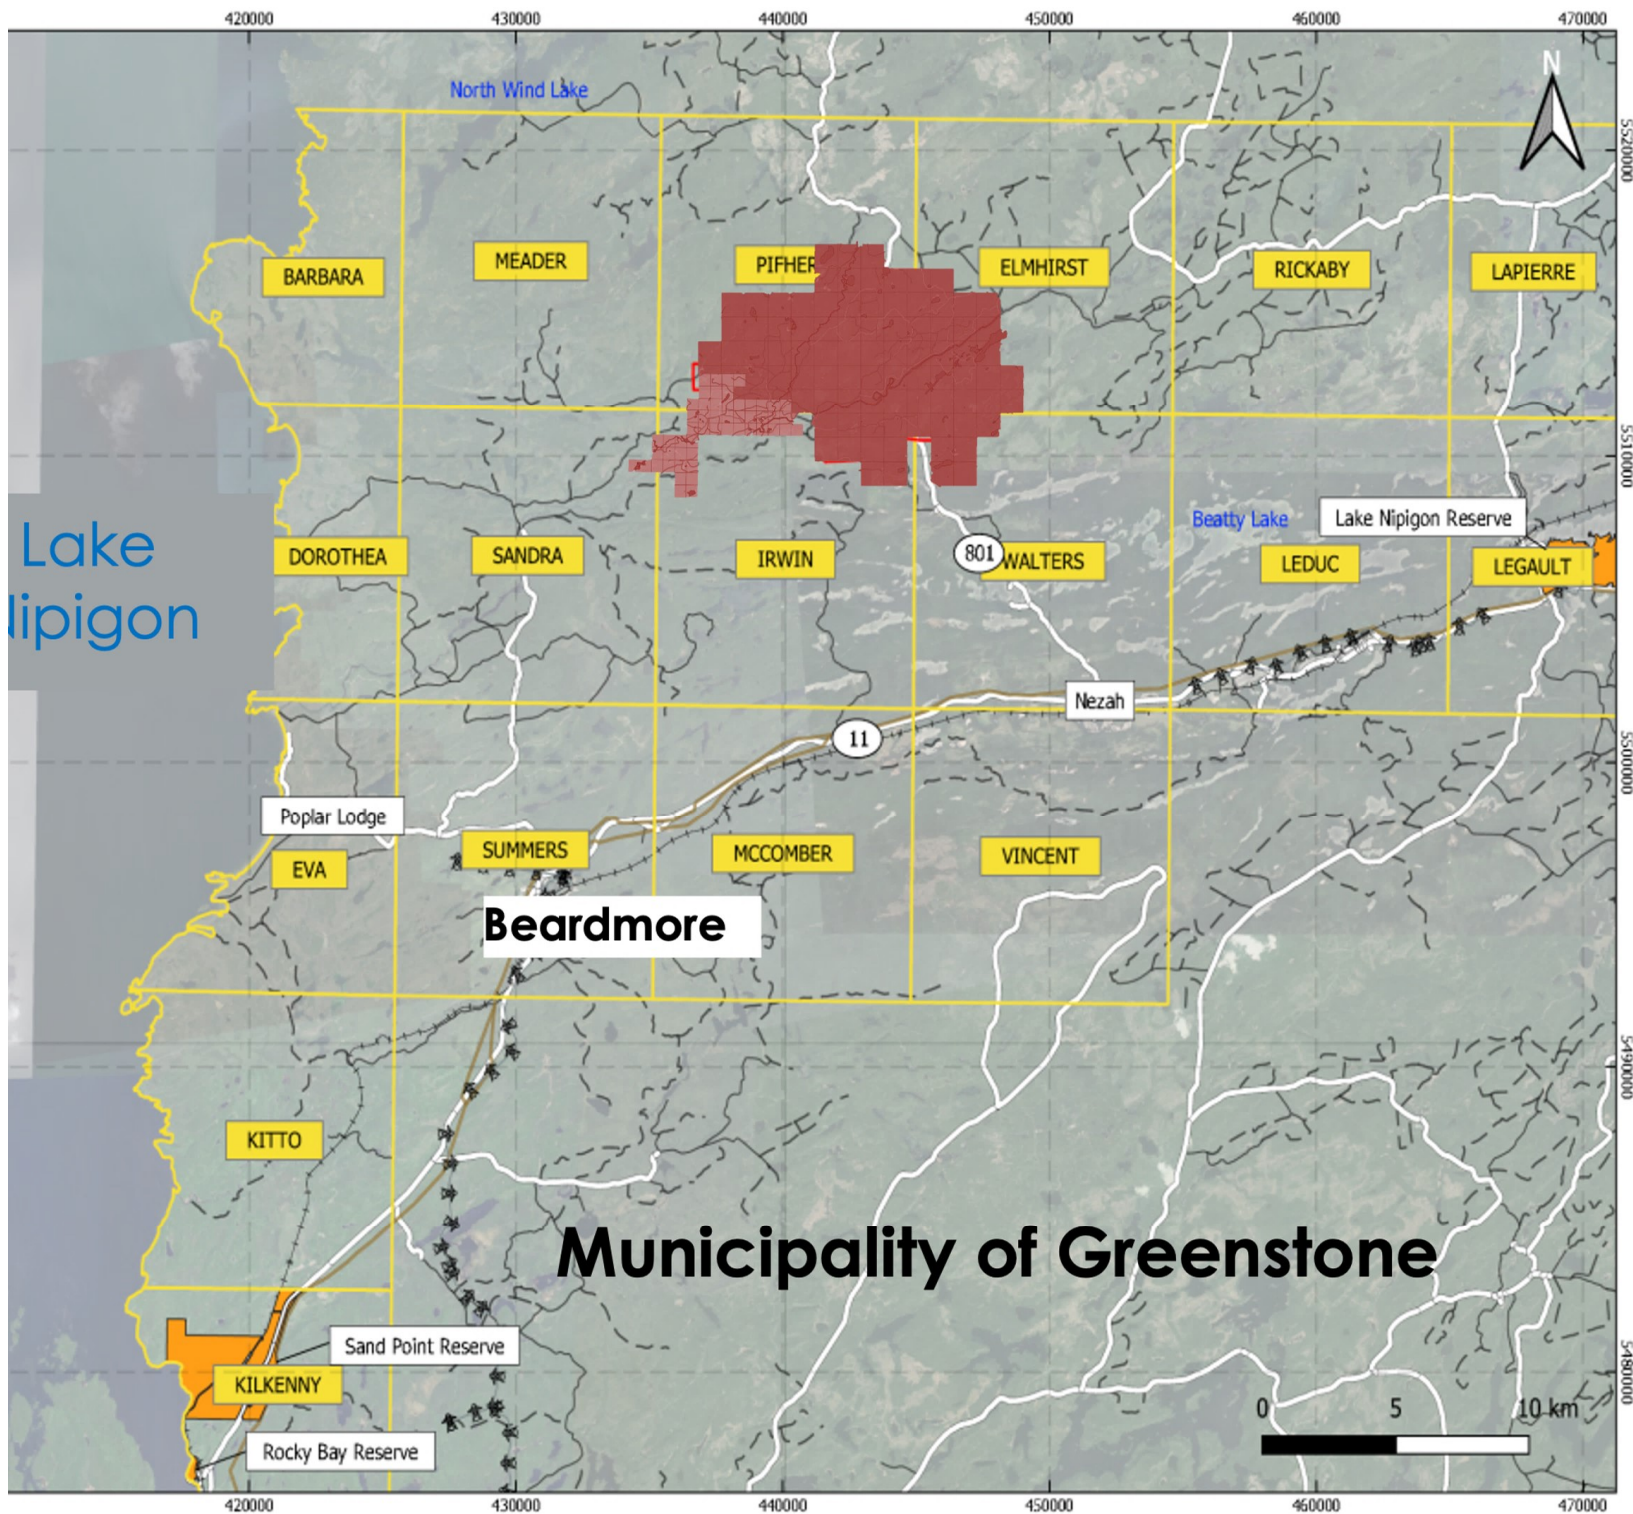 420000
430000
440000
450000
460000
470000
North Wind Lake
N
5520000
BARBARA
MEADER
PIFHER
ELMHIRST
RICKABY
LAPIERRE
5510000
Lake
Nipigon
Beatty Lake
Lake Nipigon Reserve
DOROTHEA
SANDRA
IRWIN
801
WALTERS
LEDUC
LEGAULT
Nezah
11
5500000
Poplar Lodge
EVA
SUMMERS
MCCOMBER
VINCENT
Beardmore
5490000
KITTO
Municipality of Greenstone
Sand Point Reserve
KILKENNY
5480000
0 5 10 km
Rocky Bay Reserve
420000
430000
440000
450000
460000
470000